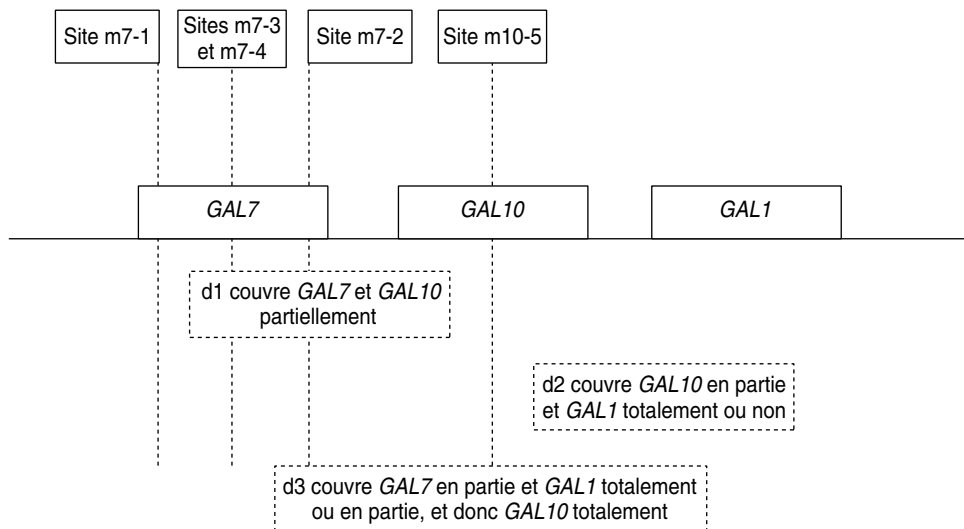 Site m7-1
Sites m7-3
et m7-4
Site m7-2
Site m10-5
GAL7
GAL10
GAL1
d1 couvre GAL7 et GAL10
partiellement
d2 couvre GAL10 en partie
et GAL1 totalement ou non
d3 couvre GAL7 en partie et GAL1 totalement
ou en partie, et donc GAL10 totalement